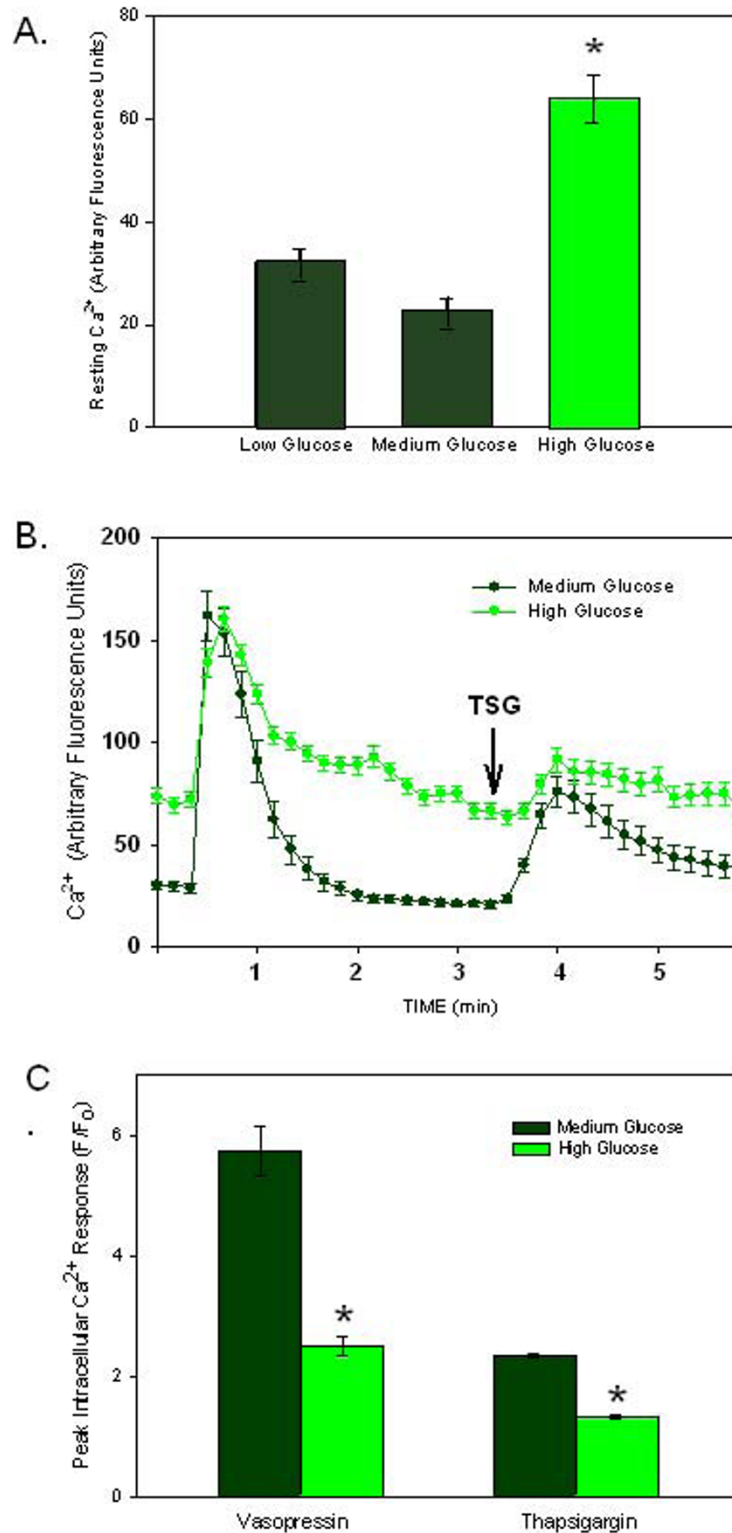 A.
Resting Ca2+ (Arbitrary Fluorescence Units)
80
60
40
20
0
*
Low Glucose
Medium Glucose
High Glucose
B.
Ca2+ (Arbitrary Fluorescence Units)
200
150
100
50
0
Medium Glucose
High Glucose
TSG
1
2
3
4
5
TIME (min)
C
.
Peak Intracellular Ca2+ Response (F/F0)
6
4
2
0
Medium Glucose
High Glucose
*
*
Vasopressin
Thapsigargin